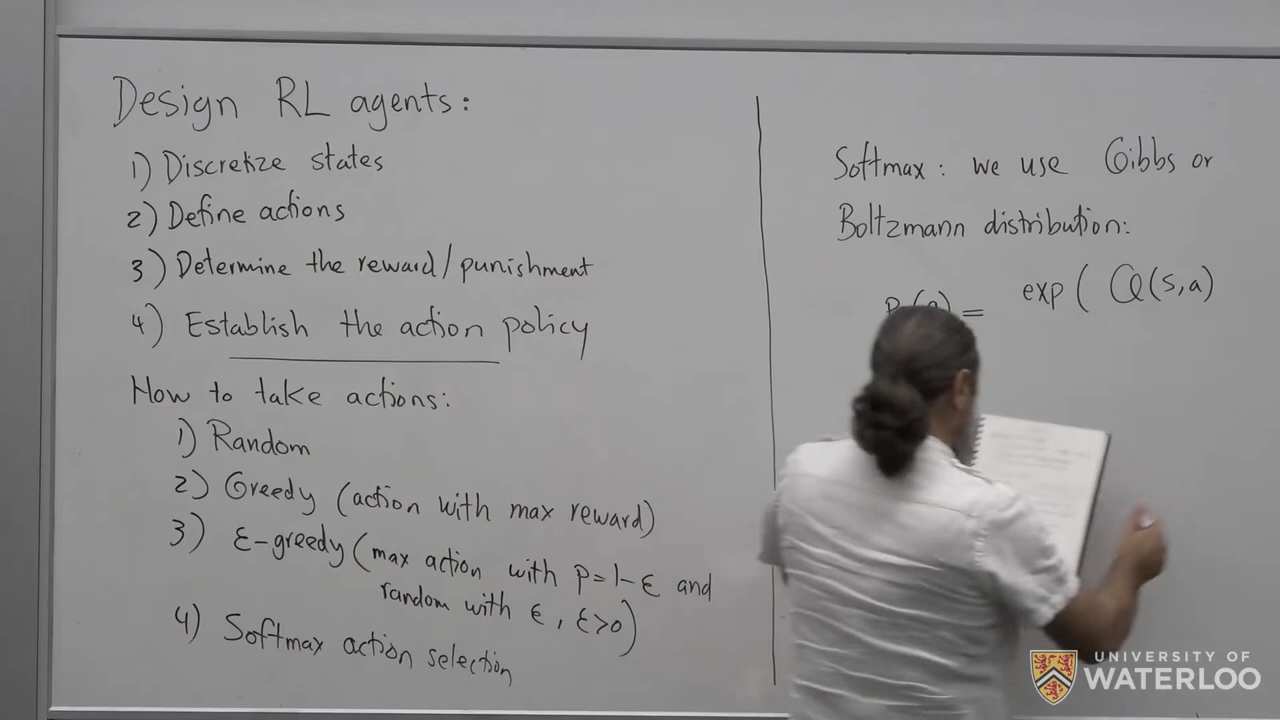 Design RL agents:
1) Discretize states
2) Define actions
3) Determine the reward/punishment
4) Establish the action policy
How to take actions:
1) Random
2) Greedy (action with max reward)
3) ε-greedy (max action with p=1-ε and
random with ε, ε>0)
4) Softmax action selection
Softmax: we use Gibbs or
Boltzmann distribution:
= exp( Q(s,a)
UNIVERSITY OF
WATERLOO